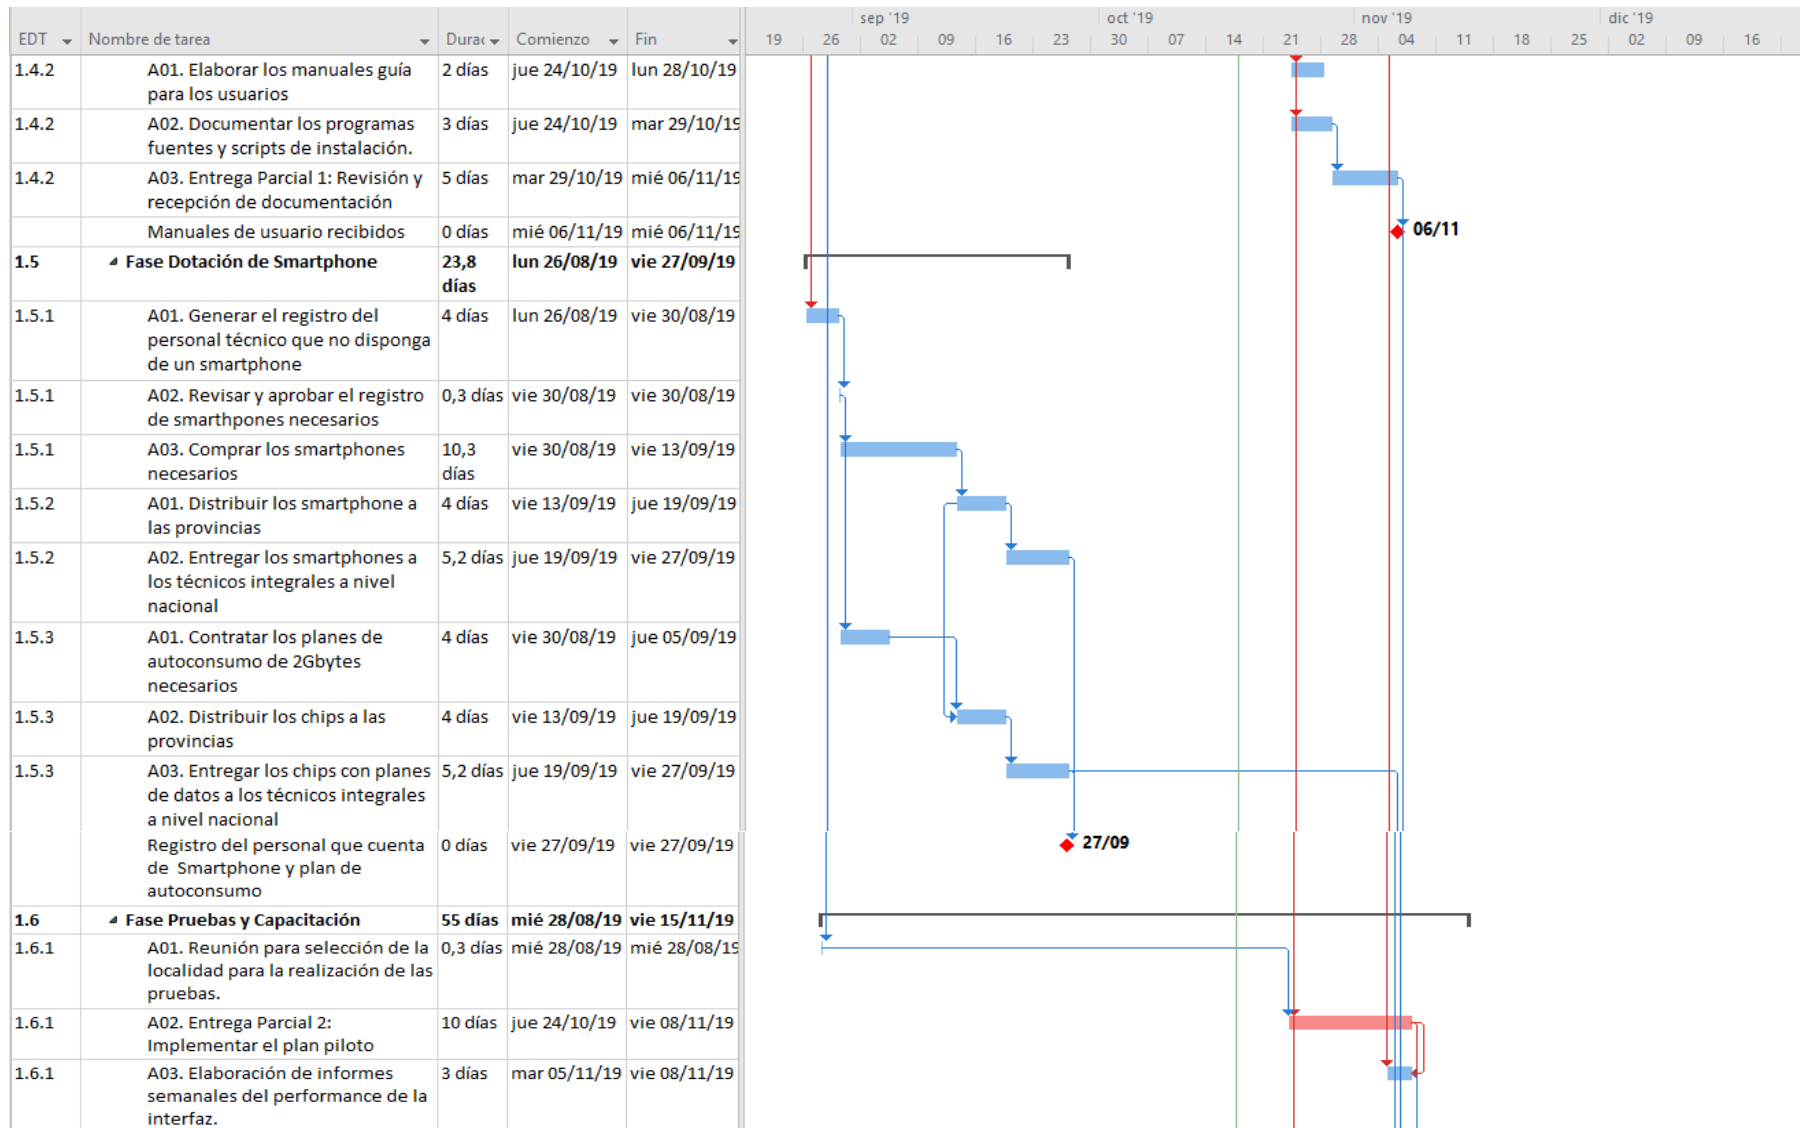 sep '19 oct '19 nov '19 dic '19
EDT Nombre de tarea Durac Comienzo Fin 19 26 02 09 16 23 30 07 14 21 28 04 11 18 25 02 09 16
1.4.2 A01. Elaborar los manuales guía 2 días jue 24/10/19 lun 28/10/19
para los usuarios
1.4.2 A02. Documentar los programas 3 días jue 24/10/19 mar 29/10/19
fuentes y scripts de instalación.
1.4.2 A03. Entrega Parcial 1: Revisión y 5 días mar 29/10/19 mié 06/11/19
recepción de documentación
Manuales de usuario recibidos 0 días mié 06/11/19 mié 06/11/19 06/11
1.5 Fase Dotación de Smartphone 23,8 lun 26/08/19 vie 27/09/19
días
1.5.1 A01. Generar el registro del 4 días lun 26/08/19 vie 30/08/19
personal técnico que no disponga
de un smartphone
1.5.1 A02. Revisar y aprobar el registro 0,3 días vie 30/08/19 vie 30/08/19
de smarthpones necesarios
1.5.1 A03. Comprar los smartphones 10,3 vie 30/08/19 vie 13/09/19
necesarios días
1.5.2 A01. Distribuir los smartphone a 4 días vie 13/09/19 jue 19/09/19
las provincias
1.5.2 A02. Entregar los smartphones a 5,2 días jue 19/09/19 vie 27/09/19
los técnicos integrales a nivel
nacional
1.5.3 A01. Contratar los planes de 4 días vie 30/08/19 jue 05/09/19
autoconsumo de 2Gbytes
necesarios
1.5.3 A02. Distribuir los chips a las 4 días vie 13/09/19 jue 19/09/19
provincias
1.5.3 A03. Entregar los chips con planes 5,2 días jue 19/09/19 vie 27/09/19
de datos a los técnicos integrales
a nivel nacional
Registro del personal que cuenta 0 días vie 27/09/19 vie 27/09/19 27/09
de Smartphone y plan de
autoconsumo
1.6 Fase Pruebas y Capacitación 55 días mié 28/08/19 vie 15/11/19
1.6.1 A01. Reunión para selección de la 0,3 días mié 28/08/19 mié 28/08/19
localidad para la realización de las
pruebas.
1.6.1 A02. Entrega Parcial 2: 10 días jue 24/10/19 vie 08/11/19
Implementar el plan piloto
1.6.1 A03. Elaboración de informes 3 días mar 05/11/19 vie 08/11/19
semanales del performance de la
interfaz.